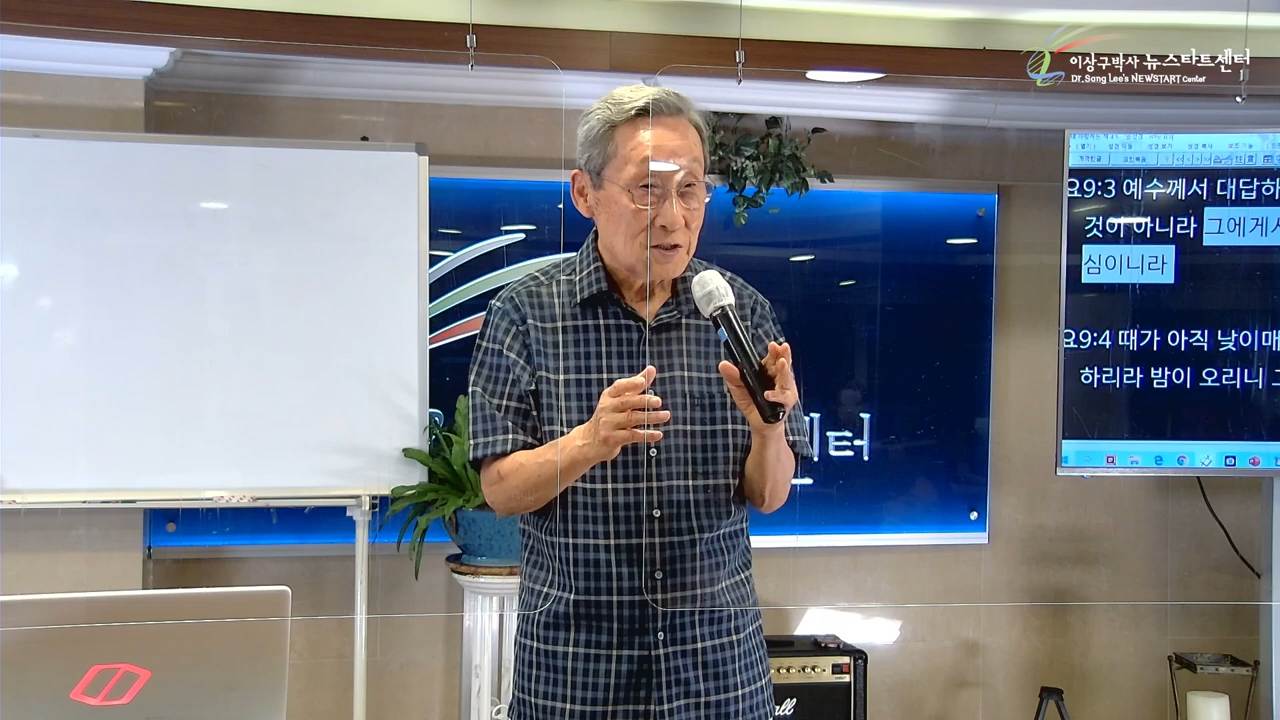 이상구박사 뉴스타트센터
Dr. Sang Lee's NEWSTART Center
요9:3 예수께서 대답하
것이 아니라 그에게서
심이니라
요9:4 때가 아직 낮이매
하리라 밤이 오리니 그
센터